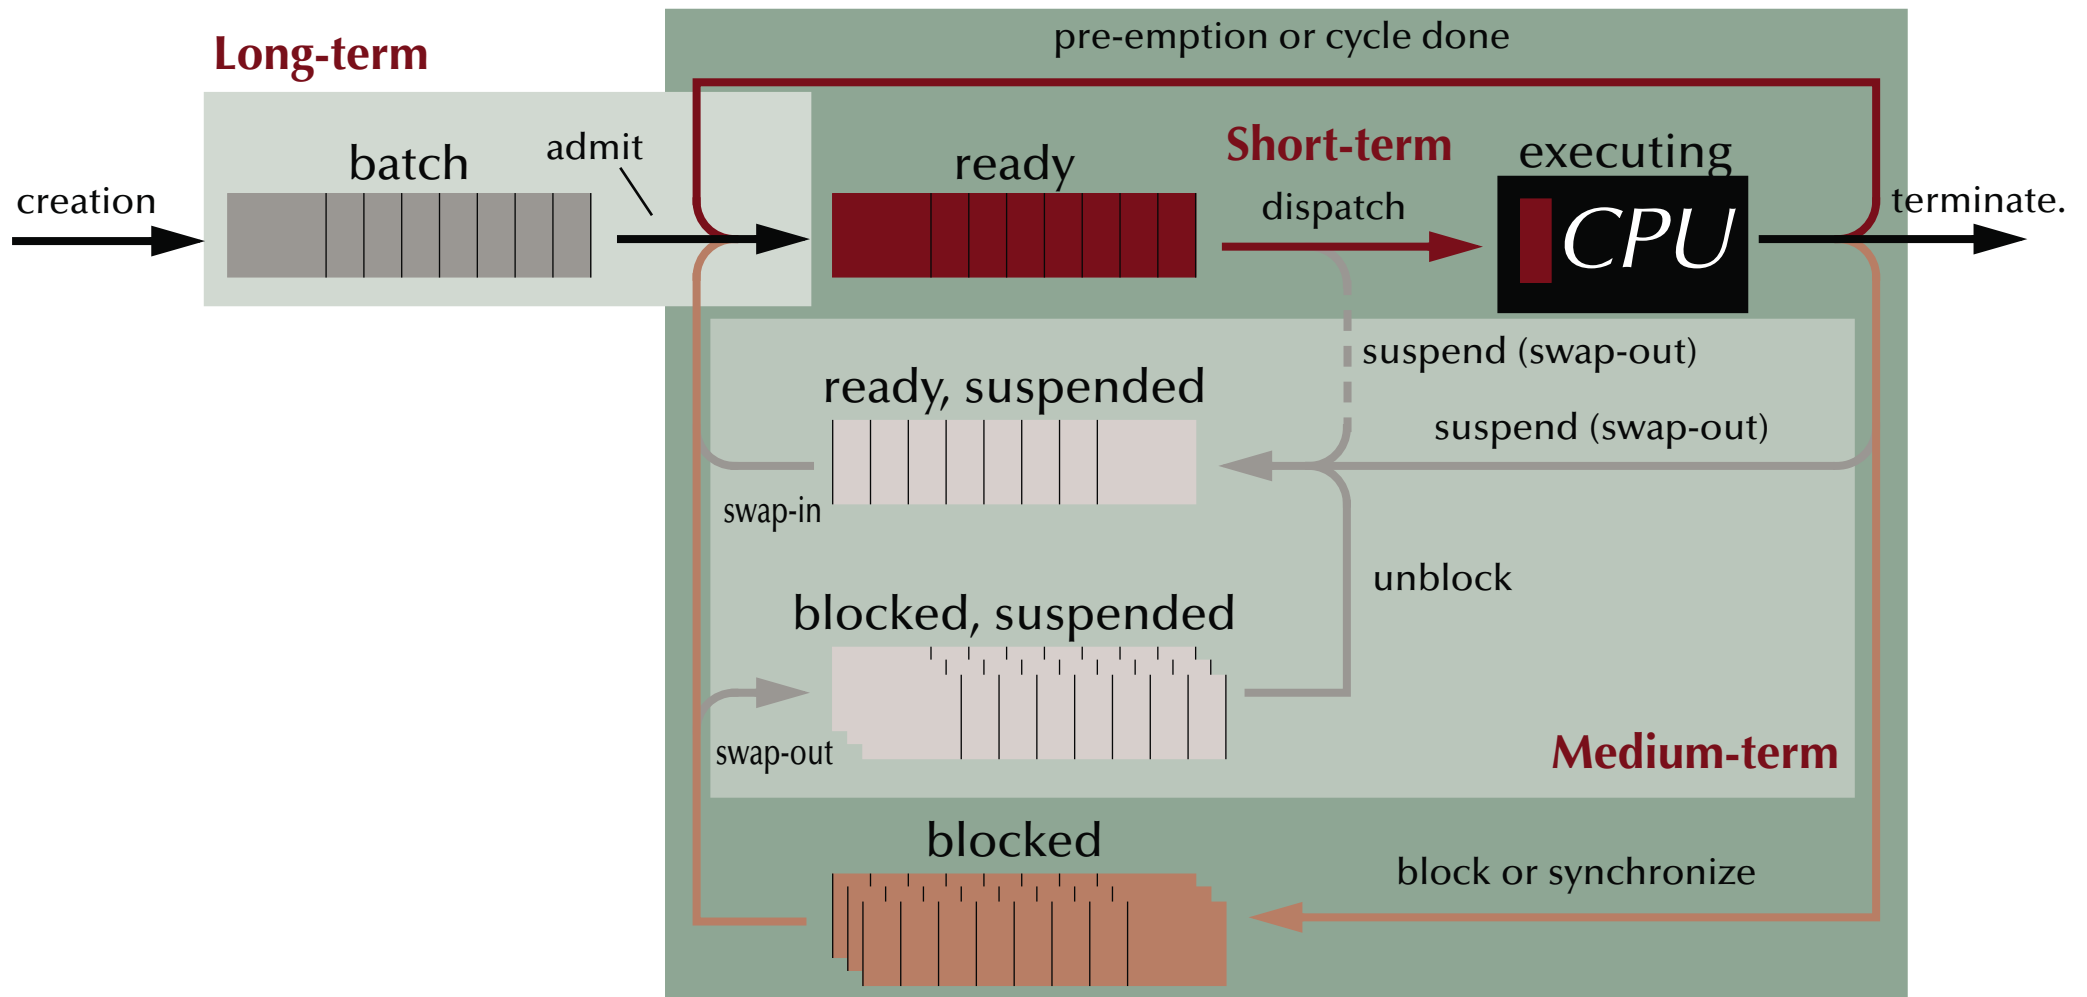 pre-emption or cycle done
Long-term
batch
admit
ready
Short-term
executing
creation
dispatch
CPU
terminate.
suspend (swap-out)
ready, suspended
suspend (swap-out)
swap-in
unblock
blocked, suspended
swap-out
Medium-term
blocked
block or synchronize